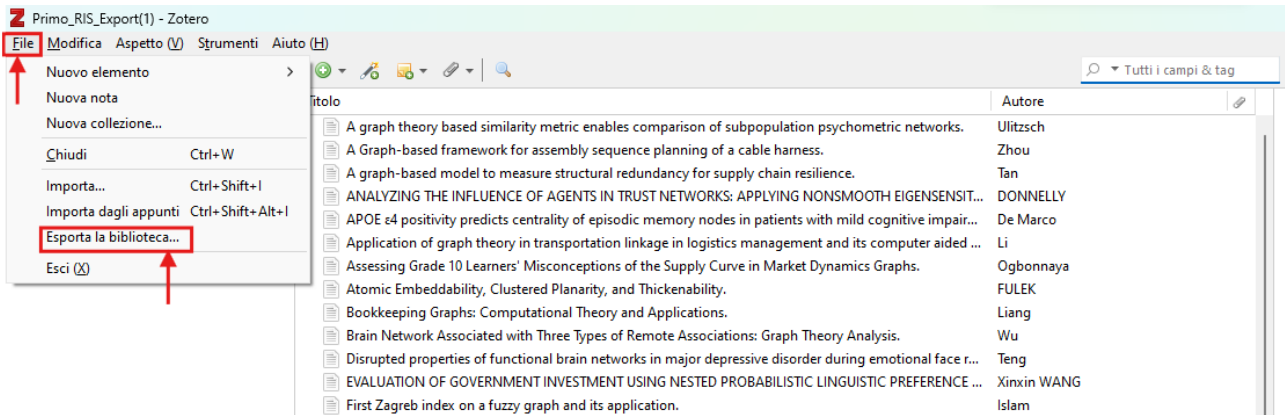 Primo_RIS_Export(1) - Zotero
File Modifica Aspetto (V) Strumenti Aiuto (H)
Nuovo elemento
Nuova nota
Nuova collezione...
Chiudi Ctrl+W
Importa... Ctrl+Shift+I
Importa dagli appunti Ctrl+Shift+Alt+I
Esporta la biblioteca...
Esci (X)
Tutti i campi & tag
Titolo Autore
A graph theory based similarity metric enables comparison of subpopulation psychometric networks. Ulitzsch
A Graph-based framework for assembly sequence planning of a cable harness. Zhou
A graph-based model to measure structural redundancy for supply chain resilience. Tan
ANALYZING THE INFLUENCE OF AGENTS IN TRUST NETWORKS: APPLYING NONSMOOTH EIGENSENSIT... DONNELLY
APOE ε4 positivity predicts centrality of episodic memory nodes in patients with mild cognitive impair... De Marco
Application of graph theory in transportation linkage in logistics management and its computer aided ... Li
Assessing Grade 10 Learners' Misconceptions of the Supply Curve in Market Dynamics Graphs. Ogbonnaya
Atomic Embeddability, Clustered Planarity, and Thickenability. FULEK
Bookkeeping Graphs: Computational Theory and Applications. Liang
Brain Network Associated with Three Types of Remote Associations: Graph Theory Analysis. Wu
Disrupted properties of functional brain networks in major depressive disorder during emotional face r... Teng
EVALUATION OF GOVERNMENT INVESTMENT USING NESTED PROBABILISTIC LINGUISTIC PREFERENCE ... Xinxin WANG
First Zagreb index on a fuzzy graph and its application. Islam